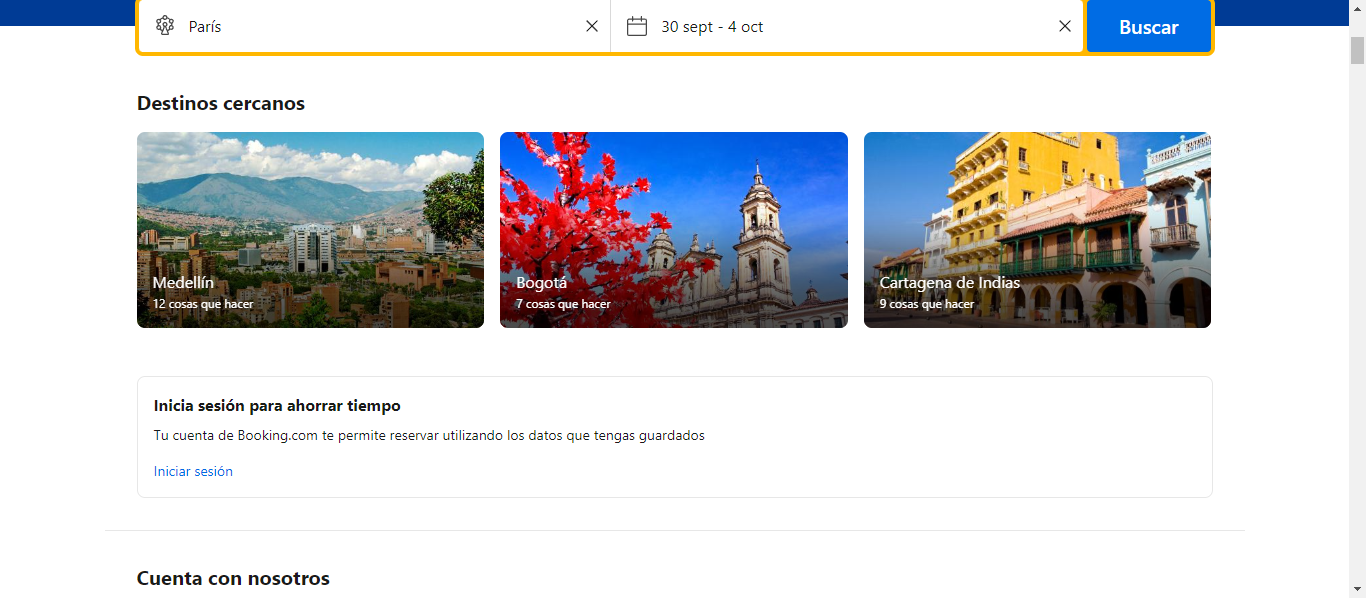 París
30 sept - 4 oct
Buscar
Destinos cercanos
Medellín
12 cosas que hacer
Bogotá
7 cosas que hacer
Cartagena de Indias
9 cosas que hacer
Inicia sesión para ahorrar tiempo
Tu cuenta de Booking.com te permite reservar utilizando los datos que tengas guardados
Iniciar sesión
Cuenta con nosotros